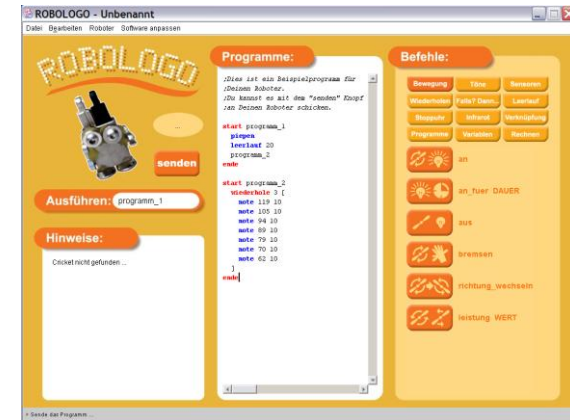 ROBOLOGO - Unbenannt
Datei Bearbeiten Roboter Software anpassen
ROBOLOGO
...
senden
Ausführen: programm_1
Hinweise:
Cricket nicht gefunden ...
Programme:
;Dies ist ein Beispielprogramm für
;Deinen Roboter.
;Du kannst es mit dem "senden" Knopf
;an Deinen Roboter schicken.
start programm_1
piepen
leerlauf 20
programm_2
ende
start programm_2
wiederhole 3 [
note 119 10
note 105 10
note 94 10
note 89 10
note 79 10
note 70 10
note 62 10
]
ende
Befehle:
Bewegung Töne Sensoren
Wiederholen Falls? Dann.. Leerlauf
Stoppuhr Infrarot Verknüpfung
Programme Variablen Rechnen
an
an_fuer DAUER
aus
bremsen
richtung_wechseln
leistung WERT
> Sende das Programm ...